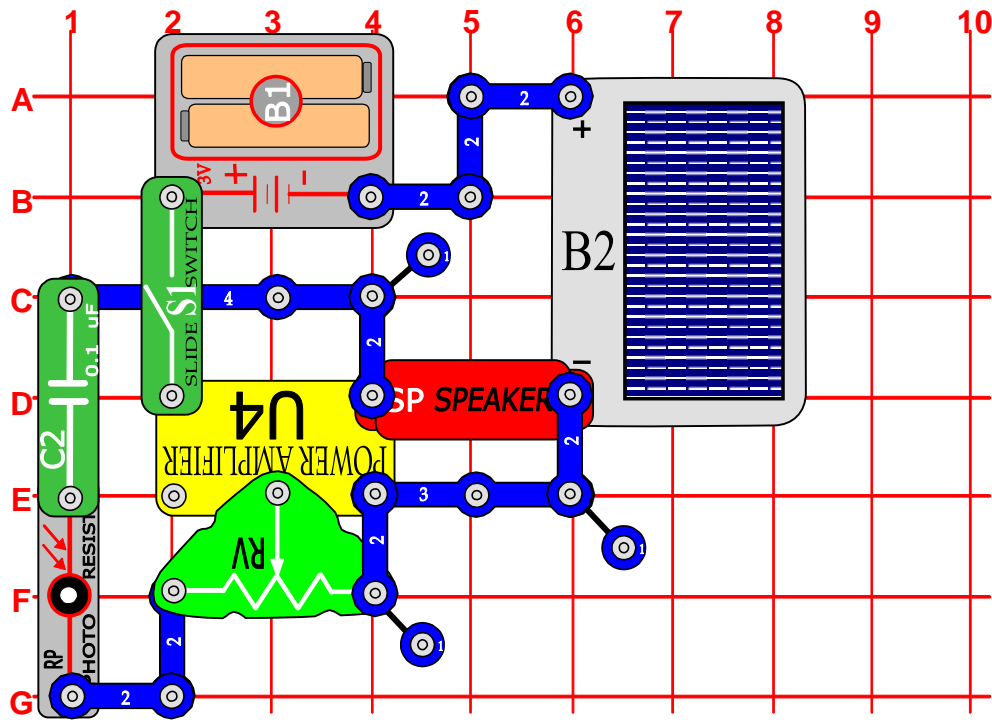 1 2 3 4 5 6 7 8 9 10
A
B1
2
+
3V + -
2
B
2
B2
1
C
4
S1
SLIDE SWITCH
0.1 uF
2
−
D
U4
SP SPEAKER
C2
POWER AMPLIFIER
2
E
3
2
RV
1
PHOTO RESIST
F
2
1
RP
G
2